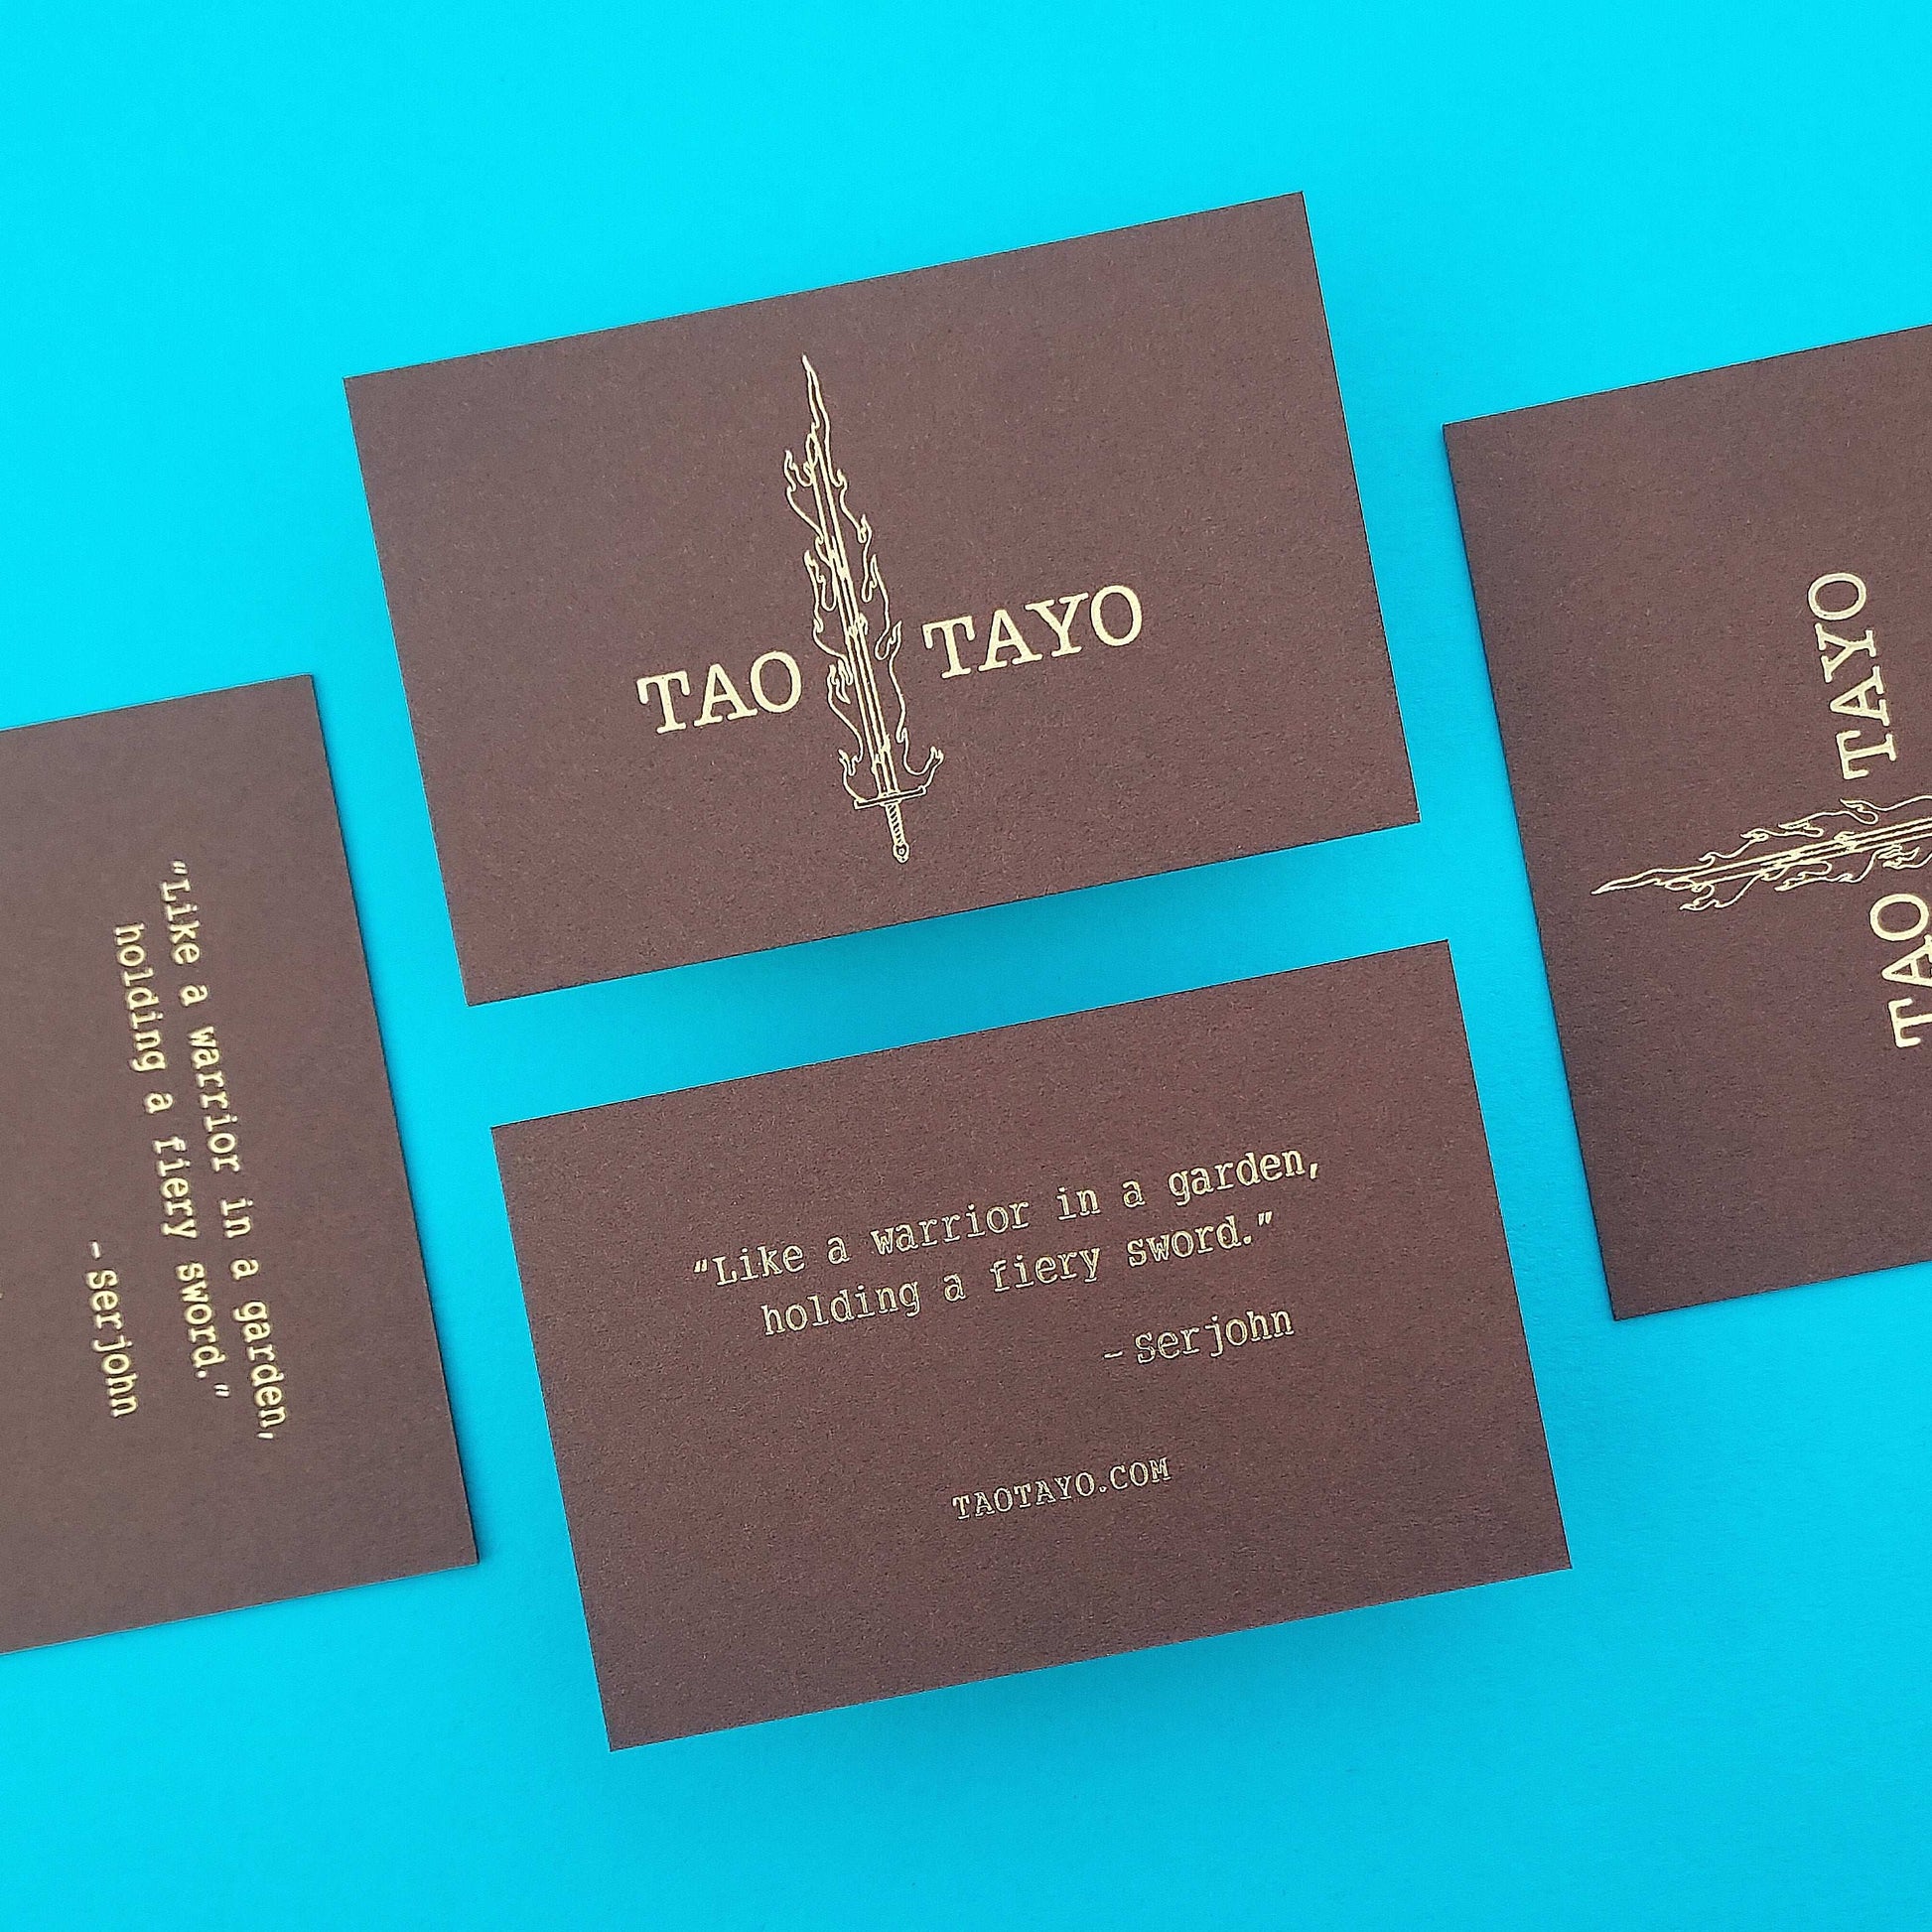 TAO TAYO
"Like a warrior in a garden,
holding a fiery sword."
- serjohn
TAOTAYO.COM
"Like a warrior in a garden,
holding a fiery sword."
- serjohn
TAO TAYO